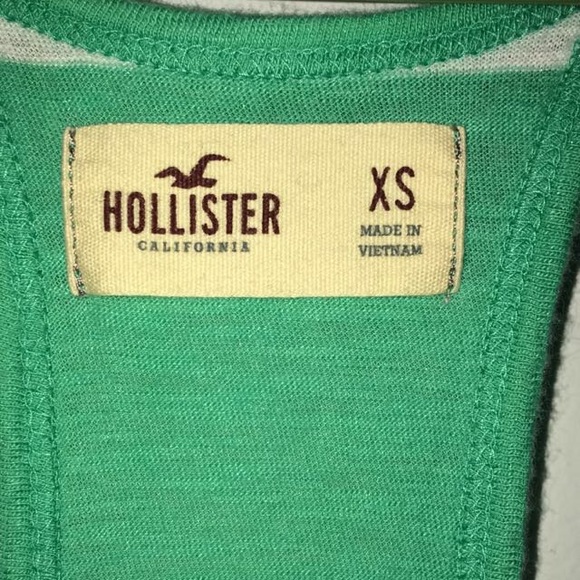 HOLLISTER
CALIFORNIA
XS
MADE IN
VIETNAM